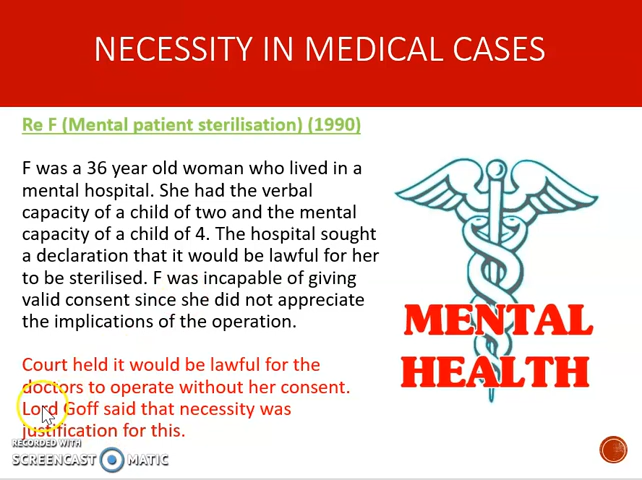 NECESSITY IN MEDICAL CASES
Re F (Mental patient sterilisation) (1990)
F was a 36 year old woman who lived in a
mental hospital. She had the verbal
capacity of a child of two and the mental
capacity of a child of 4. The hospital sought
a declaration that it would be lawful for her
to be sterilised. F was incapable of giving
valid consent since she did not appreciate
the implications of the operation.
Court held it would be lawful for the
doctors to operate without her consent.
Lord Goff said that necessity was
justification for this.
MENTAL
HEALTH
RECORDED WITH
SCREENCAST MATIC